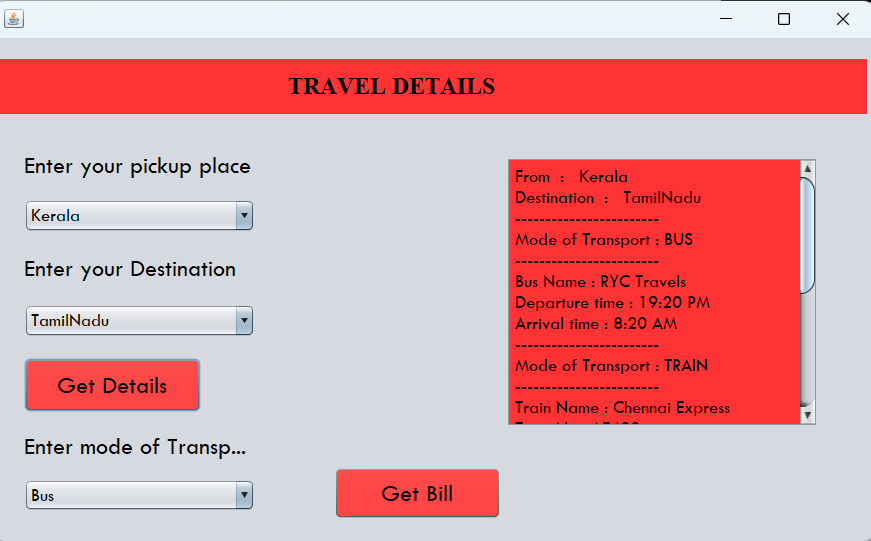 TRAVEL DETAILS
Enter your pickup place
Kerala
Enter your Destination
TamilNadu
Get Details
Enter mode of Transp...
Bus
Get Bill
From  :   Kerala
Destination  :   TamilNadu
------------------------
Mode of Transport : BUS
------------------------
Bus Name : RYC Travels
Departure time : 19:20 PM
Arrival time : 8:20 AM
------------------------
Mode of Transport : TRAIN
------------------------
Train Name : Chennai Express